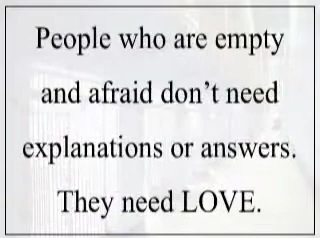 People who are empty
and afraid don't need
explanations or answers.
They need LOVE.